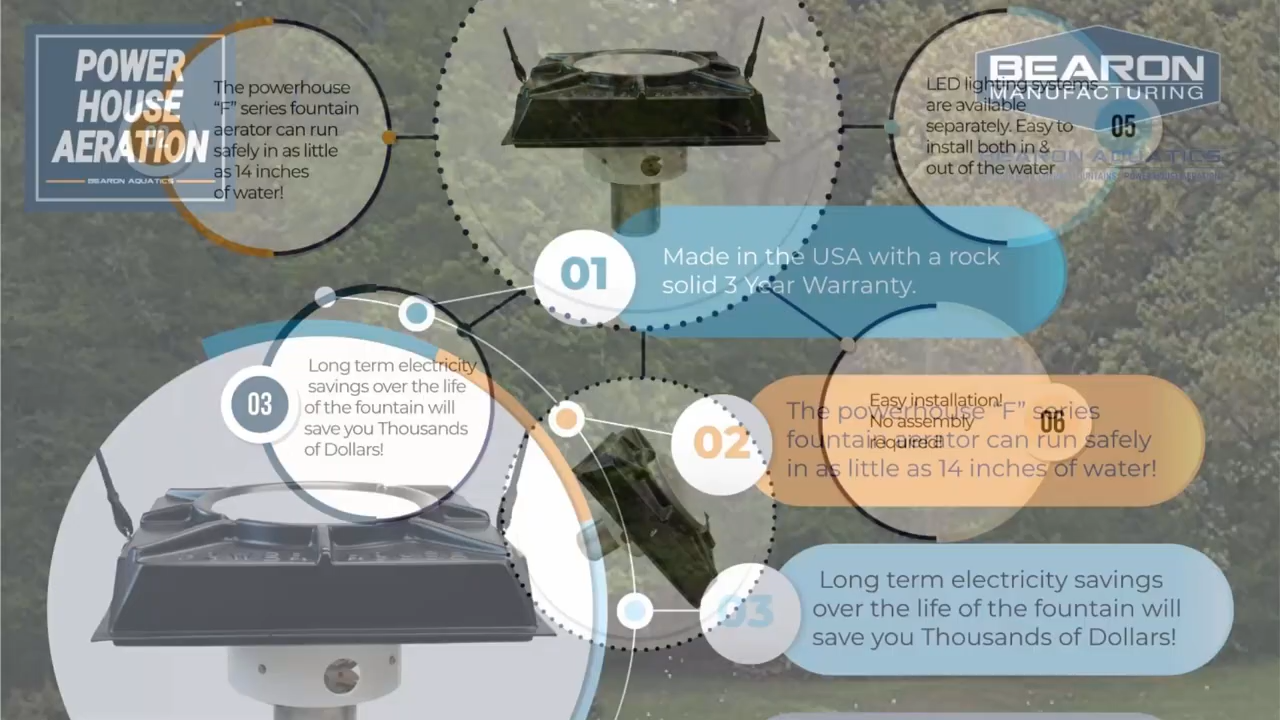 POWER
HOUSE
AERATION
BEARON AQUATICS
The powerhouse
“F” series fountain
aerator can run
safely in as little
as 14 inches
of water!
LED lighting systems
are available
separately. Easy to
install both in &
out of the water
05
BEARON
MANUFACTURING
BEARON AQUATICS
01
Made in the USA with a rock
solid 3 Year Warranty.
03
Long term electricity
savings over the life
of the fountain will
save you Thousands
of Dollars!
Easy installation!
No assembly
required!
06
02
The powerhouse “F” series
fountain aerator can run safely
in as little as 14 inches of water!
03
Long term electricity savings
over the life of the fountain will
save you Thousands of Dollars!